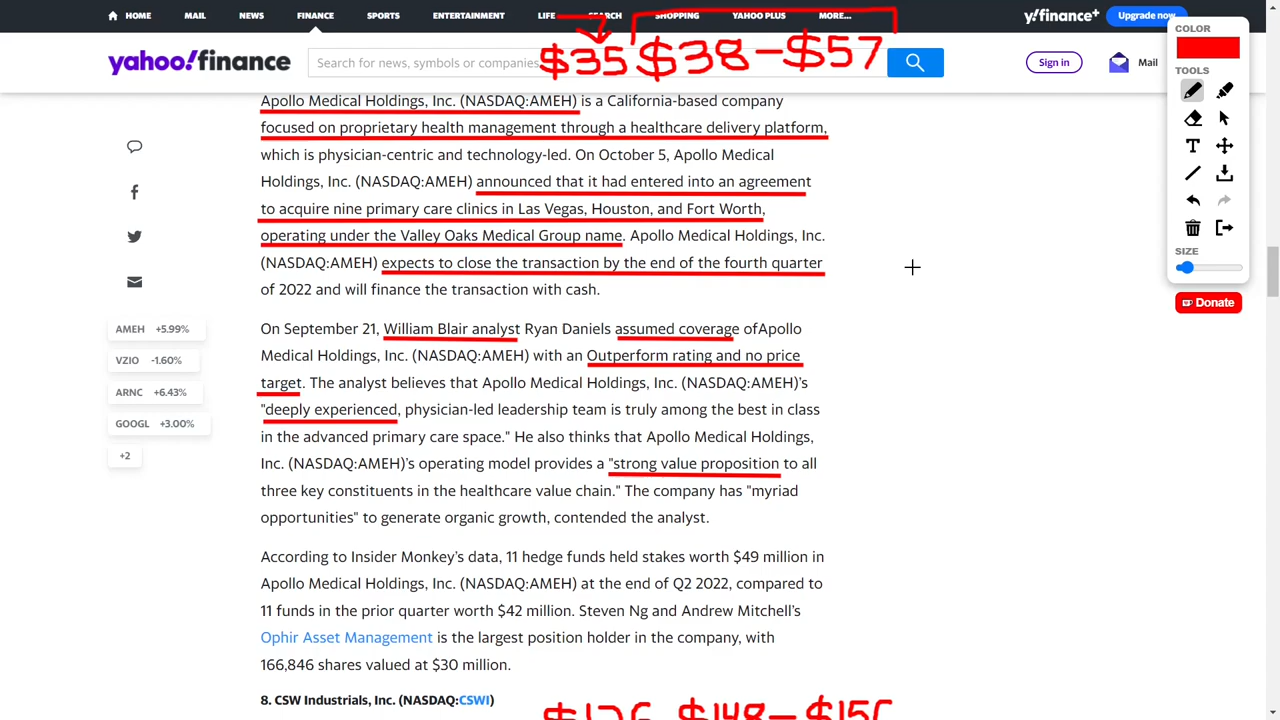 HOME MAIL NEWS FINANCE SPORTS ENTERTAINMENT LIFE SEARCH SHOPPING YAHOO PLUS MORE... y!finance+ Upgrade now
yahoo!finance Search for news, symbols or companies $35 $38-$57 Sign in Mail
COLOR
TOOLS
SIZE
Donate
Apollo Medical Holdings, Inc. (NASDAQ:AMEH) is a California-based company
focused on proprietary health management through a healthcare delivery platform,
which is physician-centric and technology-led. On October 5, Apollo Medical
Holdings, Inc. (NASDAQ:AMEH) announced that it had entered into an agreement
to acquire nine primary care clinics in Las Vegas, Houston, and Fort Worth,
operating under the Valley Oaks Medical Group name. Apollo Medical Holdings, Inc.
(NASDAQ:AMEH) expects to close the transaction by the end of the fourth quarter
of 2022 and will finance the transaction with cash.
AMEH +5.99%
VZIO -1.60%
ARNC +6.43%
GOOGL +3.00%
+2
On September 21, William Blair analyst Ryan Daniels assumed coverage ofApollo
Medical Holdings, Inc. (NASDAQ:AMEH) with an Outperform rating and no price
target. The analyst believes that Apollo Medical Holdings, Inc. (NASDAQ:AMEH)'s
"deeply experienced, physician-led leadership team is truly among the best in class
in the advanced primary care space." He also thinks that Apollo Medical Holdings,
Inc. (NASDAQ:AMEH)'s operating model provides a "strong value proposition to all
three key constituents in the healthcare value chain." The company has "myriad
opportunities" to generate organic growth, contended the analyst.
According to Insider Monkey's data, 11 hedge funds held stakes worth $49 million in
Apollo Medical Holdings, Inc. (NASDAQ:AMEH) at the end of Q2 2022, compared to
11 funds in the prior quarter worth $42 million. Steven Ng and Andrew Mitchell's
Ophir Asset Management is the largest position holder in the company, with
166,846 shares valued at $30 million.
8. CSW Industrials, Inc. (NASDAQ:CSWI)